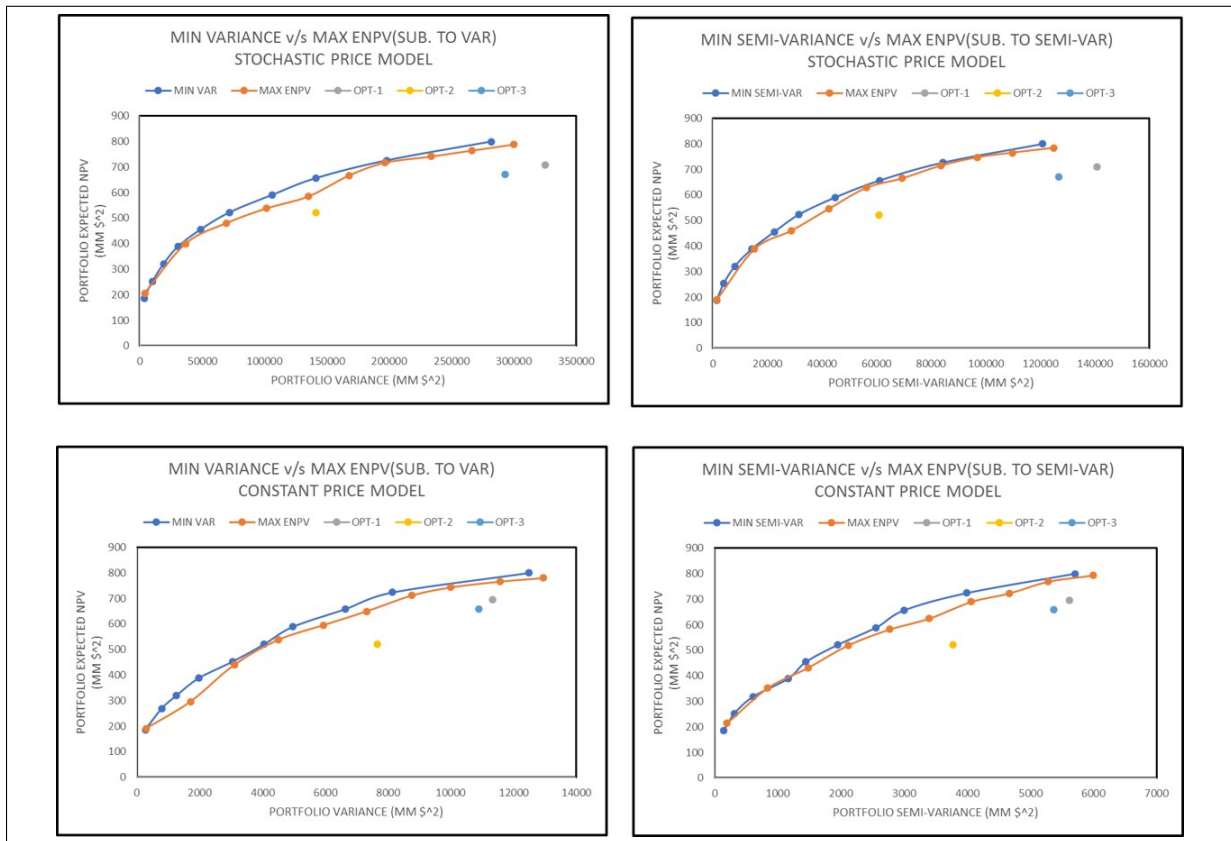 MIN VARIANCE v/s MAX ENPV(SUB. TO VAR)
STOCHASTIC PRICE MODEL
MIN VAR MAX ENPV OPT-1 OPT-2 OPT-3
900
800
700
600
500
400
300
200
100
0
PORTFOLIO EXPECTED NPV
(MM $^2)
0 50000 100000 150000 200000 250000 300000 350000
PORTFOLIO VARIANCE (MM $^2)
MIN SEMI-VARIANCE v/s MAX ENPV(SUB. TO SEMI-VAR)
STOCHASTIC PRICE MODEL
MIN SEMI-VAR MAX ENPV OPT-1 OPT-2 OPT-3
900
800
700
600
500
400
300
200
100
0
PORTFOLIO EXPECTED NPV
(MM $^2)
0 20000 40000 60000 80000 100000 120000 140000 160000
PORTFOLIO SEMI-VARIANCE (MM $^2)
MIN VARIANCE v/s MAX ENPV(SUB. TO VAR)
CONSTANT PRICE MODEL
MIN VAR MAX ENPV OPT-1 OPT-2 OPT-3
900
800
700
600
500
400
300
200
100
0
PORTFOLIO EXPECTED NPV
(MM $^2)
0 2000 4000 6000 8000 10000 12000 14000
PORTFOLIO VARIANCE (MM $^2)
MIN SEMI-VARIANCE v/s MAX ENPV(SUB. TO SEMI-VAR)
CONSTANT PRICE MODEL
MIN SEMI-VAR MAX ENPV OPT-1 OPT-2 OPT-3
900
800
700
600
500
400
300
200
100
0
PORTFOLIO EXPECTED NPV
(MM $^2)
0 1000 2000 3000 4000 5000 6000 7000
PORTFOLIO SEMI-VARIANCE (MM $^2)